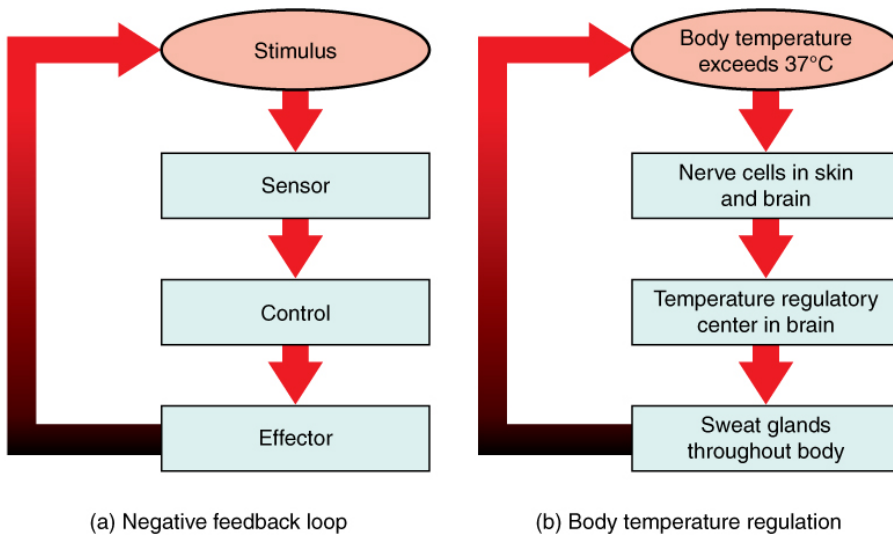 Stimulus
Sensor
Control
Effector
(a) Negative feedback loop
Body temperature
exceeds 37°C
Nerve cells in skin
and brain
Temperature regulatory
center in brain
Sweat glands
throughout body
(b) Body temperature regulation